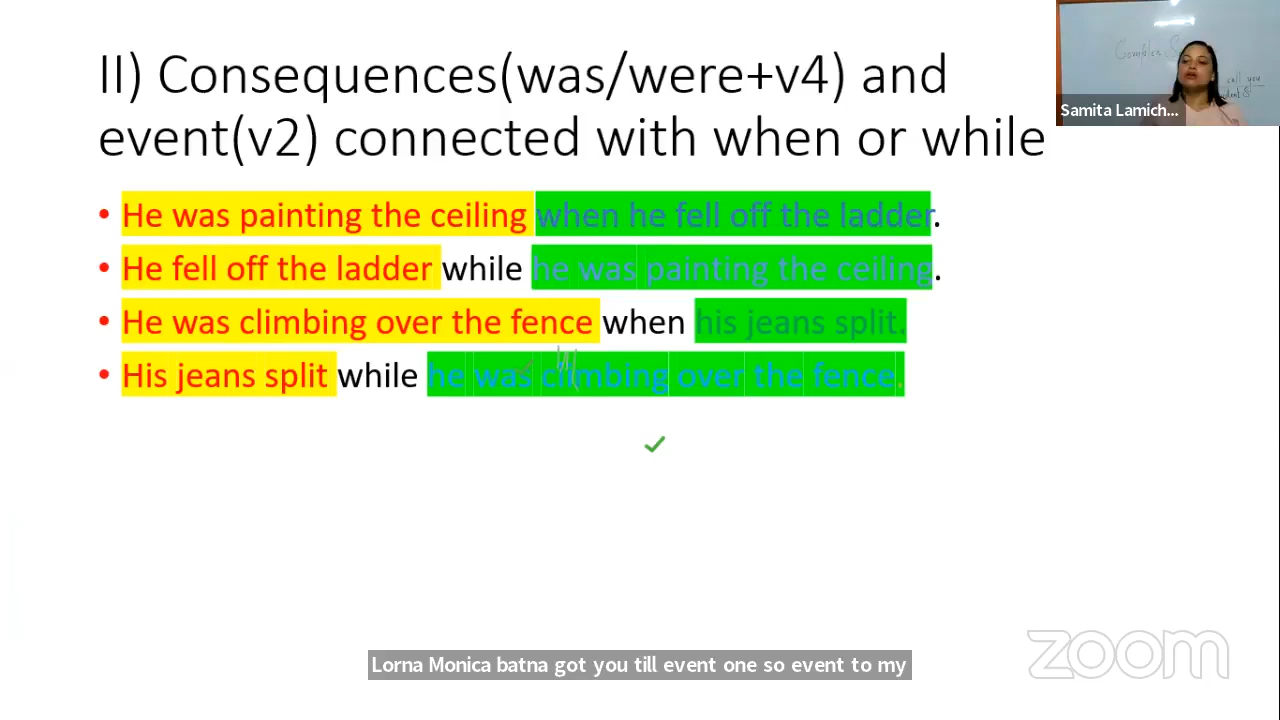 II) Consequences(was/were+v4) and
event(v2) connected with when or while
• He was painting the ceiling when he fell off the ladder.
• He fell off the ladder while he was painting the ceiling.
• He was climbing over the fence when his jeans split.
• His jeans split while he was climbing over the fence.
call you
Samita Lamich...
Lorna Monica batna got you till event one so event to my
zoom